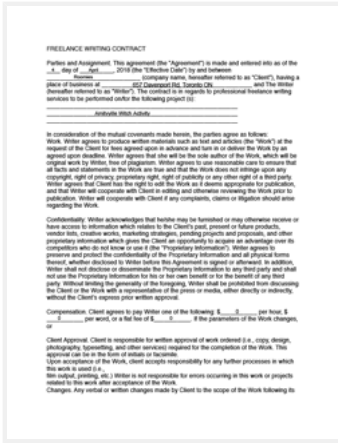 FREELANCE WRITING CONTRACT
Parties and Assignment. This agreement (the "Agreement") is made and entered into as of the
4 day of April, 2018 (the "Effective Date") by and between
(company name, hereafter referred to as "Client"), having a
place of business at 657 Davenport Rd. Toronto ON and The Writer
(hereafter referred to as "Writer"). The contract is in regards to professional freelance writing
services to be performed on/for the following project (s):
Amityville Witch Activity
In consideration of the mutual covenants made herein, the parties agree as follows:
Work. Writer agrees to produce written materials such as text and articles (the "Work") at the
request of the Client for fees agreed upon in advance and turn in or deliver the Work by an
agreed upon deadline. Writer agrees that she will be the sole author of the Work, which will be
original work by Writer, free of plagiarism. Writer agrees to use reasonable care to ensure that
all facts and statements in the Work are true and that the Work does not infringe upon any
copyright, right of privacy, proprietary right, right of publicity or any other right of a third party.
Writer agrees that Client has the right to edit the Work as it deems appropriate for publication,
and that Writer will cooperate with Client in editing and otherwise reviewing the Work prior to
publication. Writer will cooperate with Client if any complaints, claims or litigation should arise
regarding the Work.
Confidentiality. Writer acknowledges that he/she may be furnished or may otherwise receive or
have access to information which relates to the Client's past, present or future products,
vendor lists, creative works, marketing strategies, pending projects and proposals, and other
proprietary information which gives the Client an opportunity to acquire an advantage over its
competitors who do not know or use it (the "Proprietary Information"). Writer agrees to
preserve and protect the confidentiality of the Proprietary Information and all physical forms
thereof, whether disclosed to Writer before this Agreement is signed or afterward. In addition,
Writer shall not disclose or disseminate the Proprietary Information to any third party and shall
not use the Proprietary Information for his or her own benefit or for the benefit of any third
party. Without limiting the generality of the foregoing, Writer shall be prohibited from discussing
the Client or the Work with a representative of the press or media, either directly or indirectly,
without the Client's express prior written approval.
Compensation. Client agrees to pay Writer one of the following: $ 0 per hour, $
0 per word, or a flat fee of $ 0. If the parameters of the Work changes,
or
Client Approval. Client is responsible for written approval of work ordered (i.e., copy, design,
photography, typesetting, and other services) required for the completion of the Work. This
approval can be in the form of initials or facsimile.
Upon acceptance of the Work, client accepts responsibility for any further processes in which
this work is used (i.e.,
film output, printing, etc.) Writer is not responsible for errors occurring in this work or projects
related to this work after acceptance of the Work.
Changes. Any verbal or written changes made by Client to the scope of the Work following its